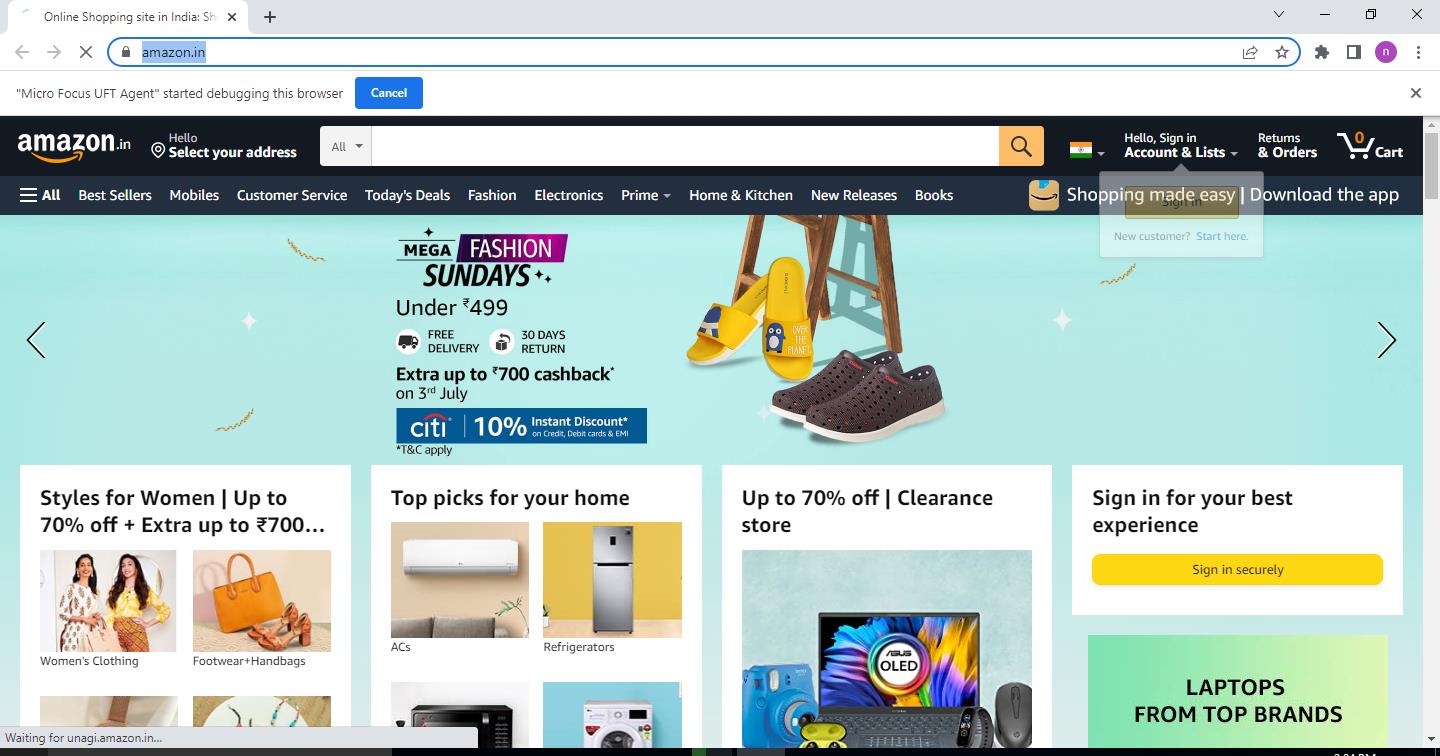 Online Shopping site in India: Sh
amazon.in
"Micro Focus UFT Agent" started debugging this browser
Cancel
n
amazon.in
Hello
Select your address
All
Hello, Sign in
Account & Lists
Returns
& Orders
0
Cart
All
Best Sellers
Mobiles
Customer Service
Today's Deals
Fashion
Electronics
Prime
Home & Kitchen
New Releases
Books
Shopping made easy | Download the app
Sign in
New customer? Start here.
MEGA FASHION
SUNDAYS
Under ₹499
FREE
DELIVERY
30 DAYS
RETURN
Extra up to ₹700 cashback*
on 3rd July
citi
10%
Instant Discount*
on Credit, Debit cards & EMI
*T&C apply
OVER
THE
PLANET
Styles for Women | Up to
70% off + Extra up to ₹700...
Women's Clothing
Footwear+Handbags
Top picks for your home
ACs
Refrigerators
Up to 70% off | Clearance
store
ASUS
OLED
Sign in for your best
experience
Sign in securely
LAPTOPS
FROM TOP BRANDS
Waiting for unagi.amazon.in...